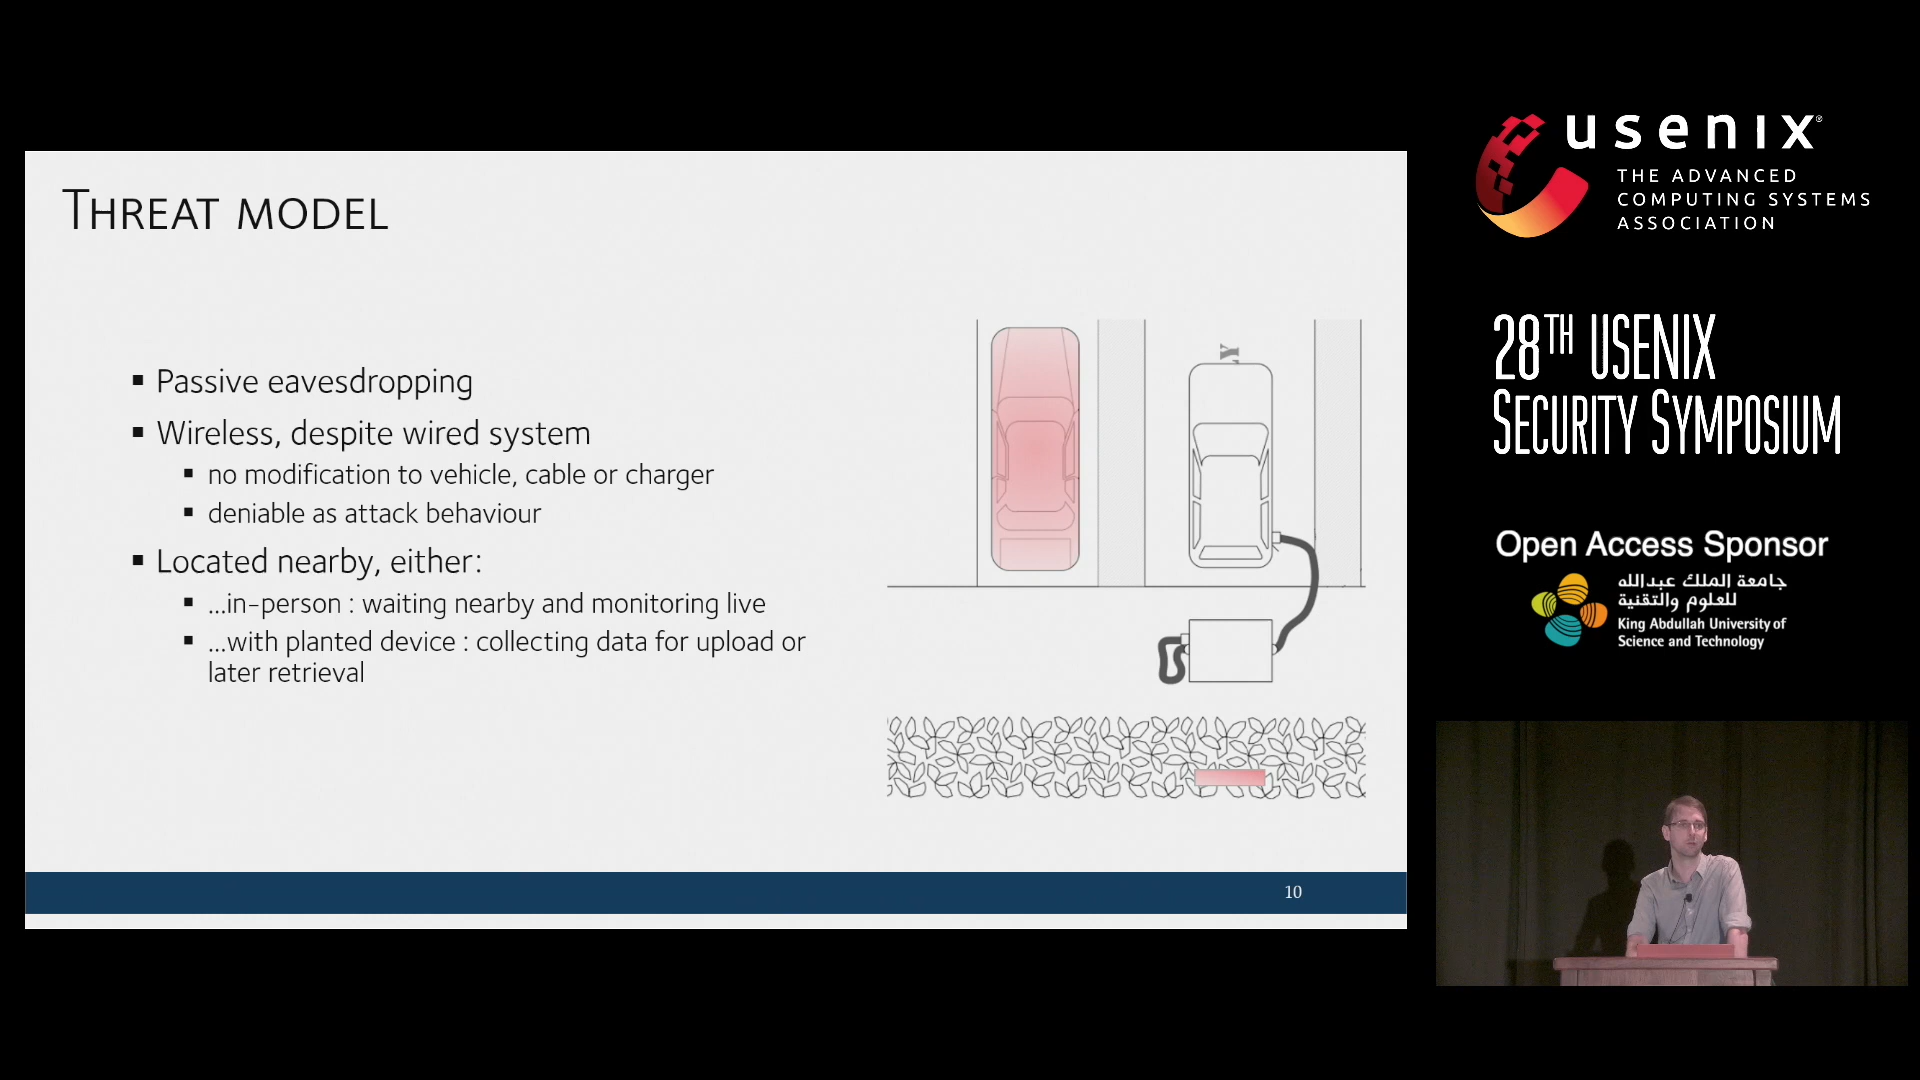 THREAT MODEL
▪ Passive eavesdropping
▪ Wireless, despite wired system
▪ no modification to vehicle, cable or charger
▪ deniable as attack behaviour
▪ Located nearby, either:
▪ ...in-person : waiting nearby and monitoring live
▪ ...with planted device : collecting data for upload or
later retrieval
10
usenix®
THE ADVANCED
COMPUTING SYSTEMS
ASSOCIATION
28TH USENIX
SECURITY SYMPOSIUM
Open Access Sponsor
جامعة الملك عبدالله
للعلوم والتقنية
King Abdullah University of
Science and Technology